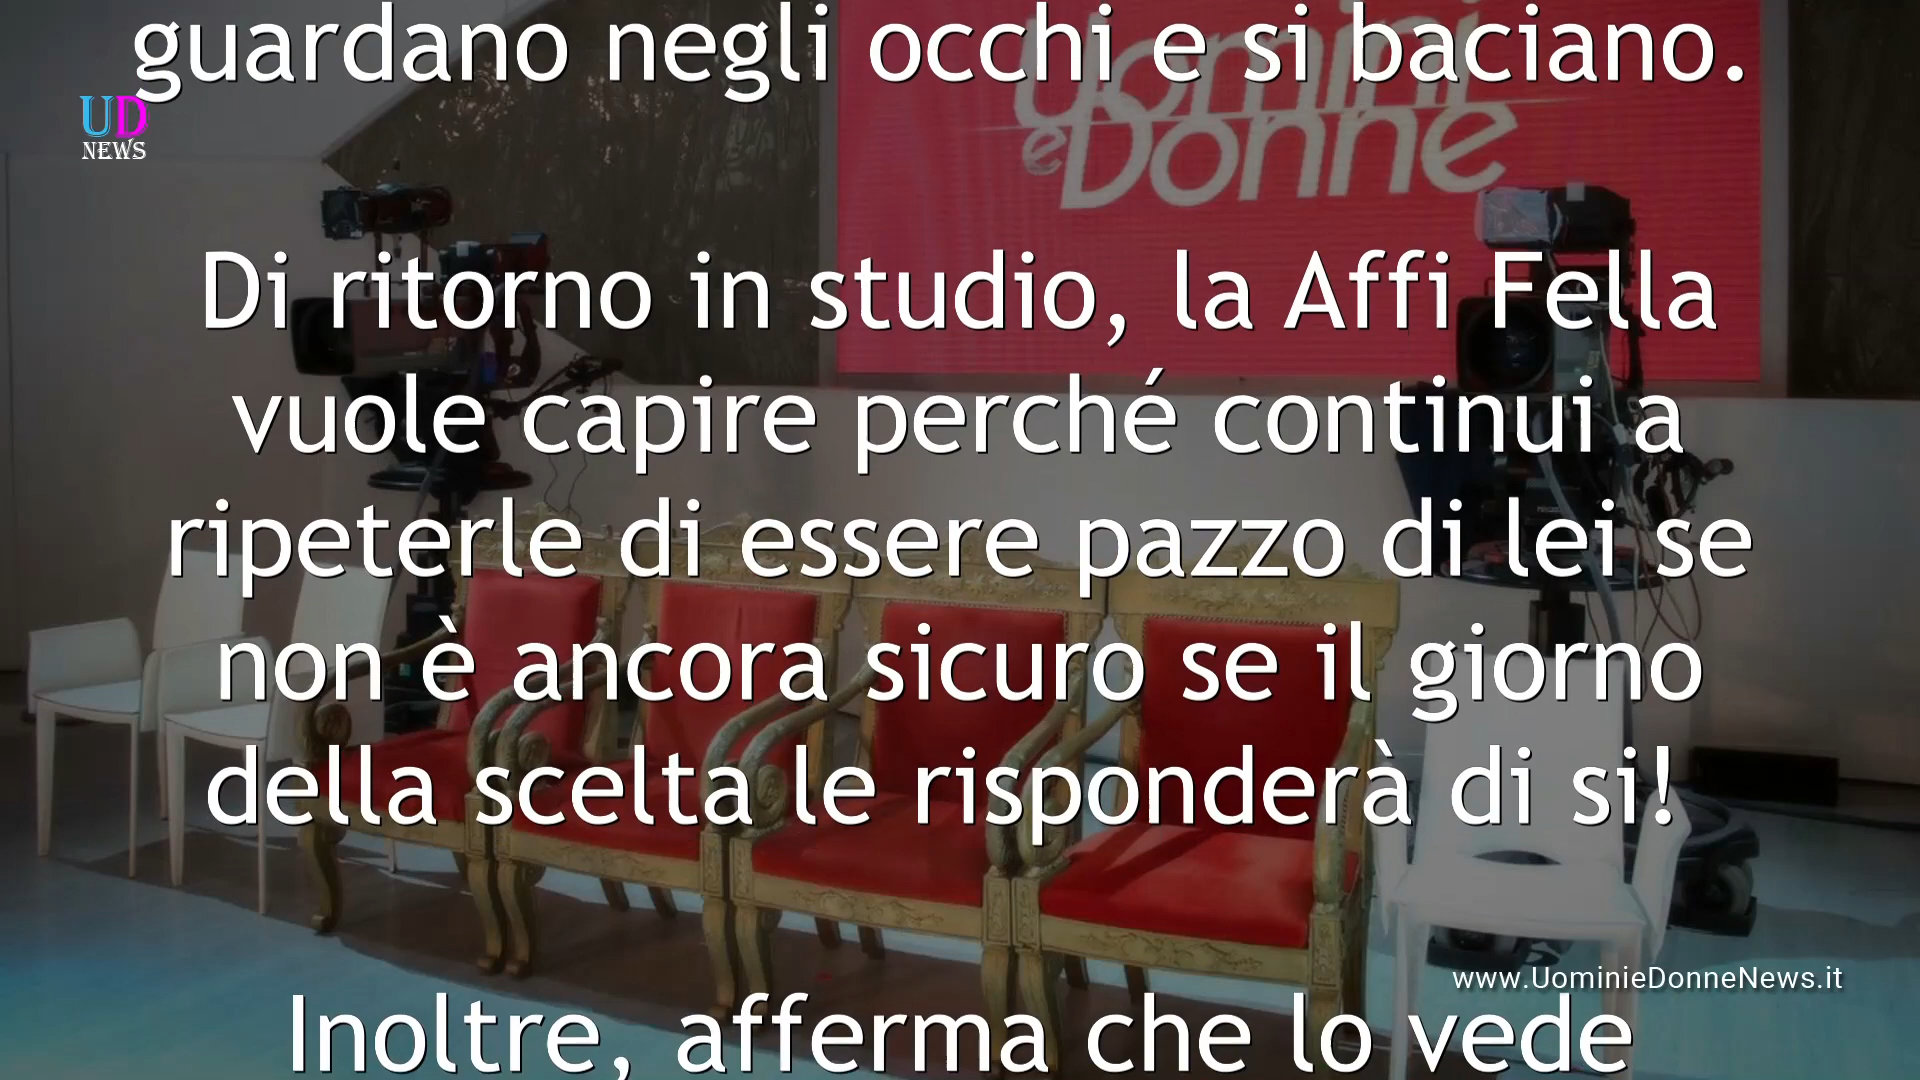 guardano negli occhi e si baciano.
UD
NEWS
Uomini
e Donne
Di ritorno in studio, la Affi Fella
vuole capire perché continui a
ripeterle di essere pazzo di lei se
non è ancora sicuro se il giorno
della scelta le risponderà di si!
www.UominieDonneNews.it
Inoltre, afferma che lo vede